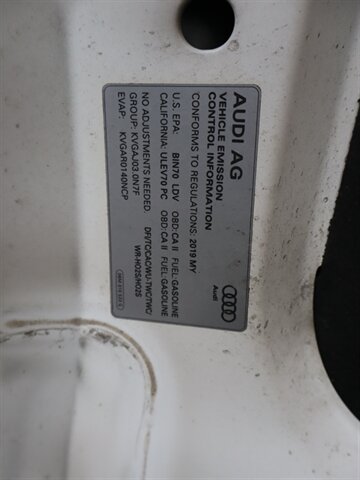 AUDI AG
VEHICLE EMISSION
CONTROL INFORMATION
Audi
CONFORMS TO REGULATIONS: 2019 MY
U.S. EPA: BIN70 LDV OBD: CA II FUEL: GASOLINE
CALIFORNIA: ULEV70 PC OBD: CA II FUEL: GASOLINE
NO ADJUSTMENTS NEEDED
GROUP: KVGAJ03.0N7F
EVAP: KVGAR0140NCP
DFI/TC/CAC/WU-TWC/TWC/
WR-HO2S/HO2S